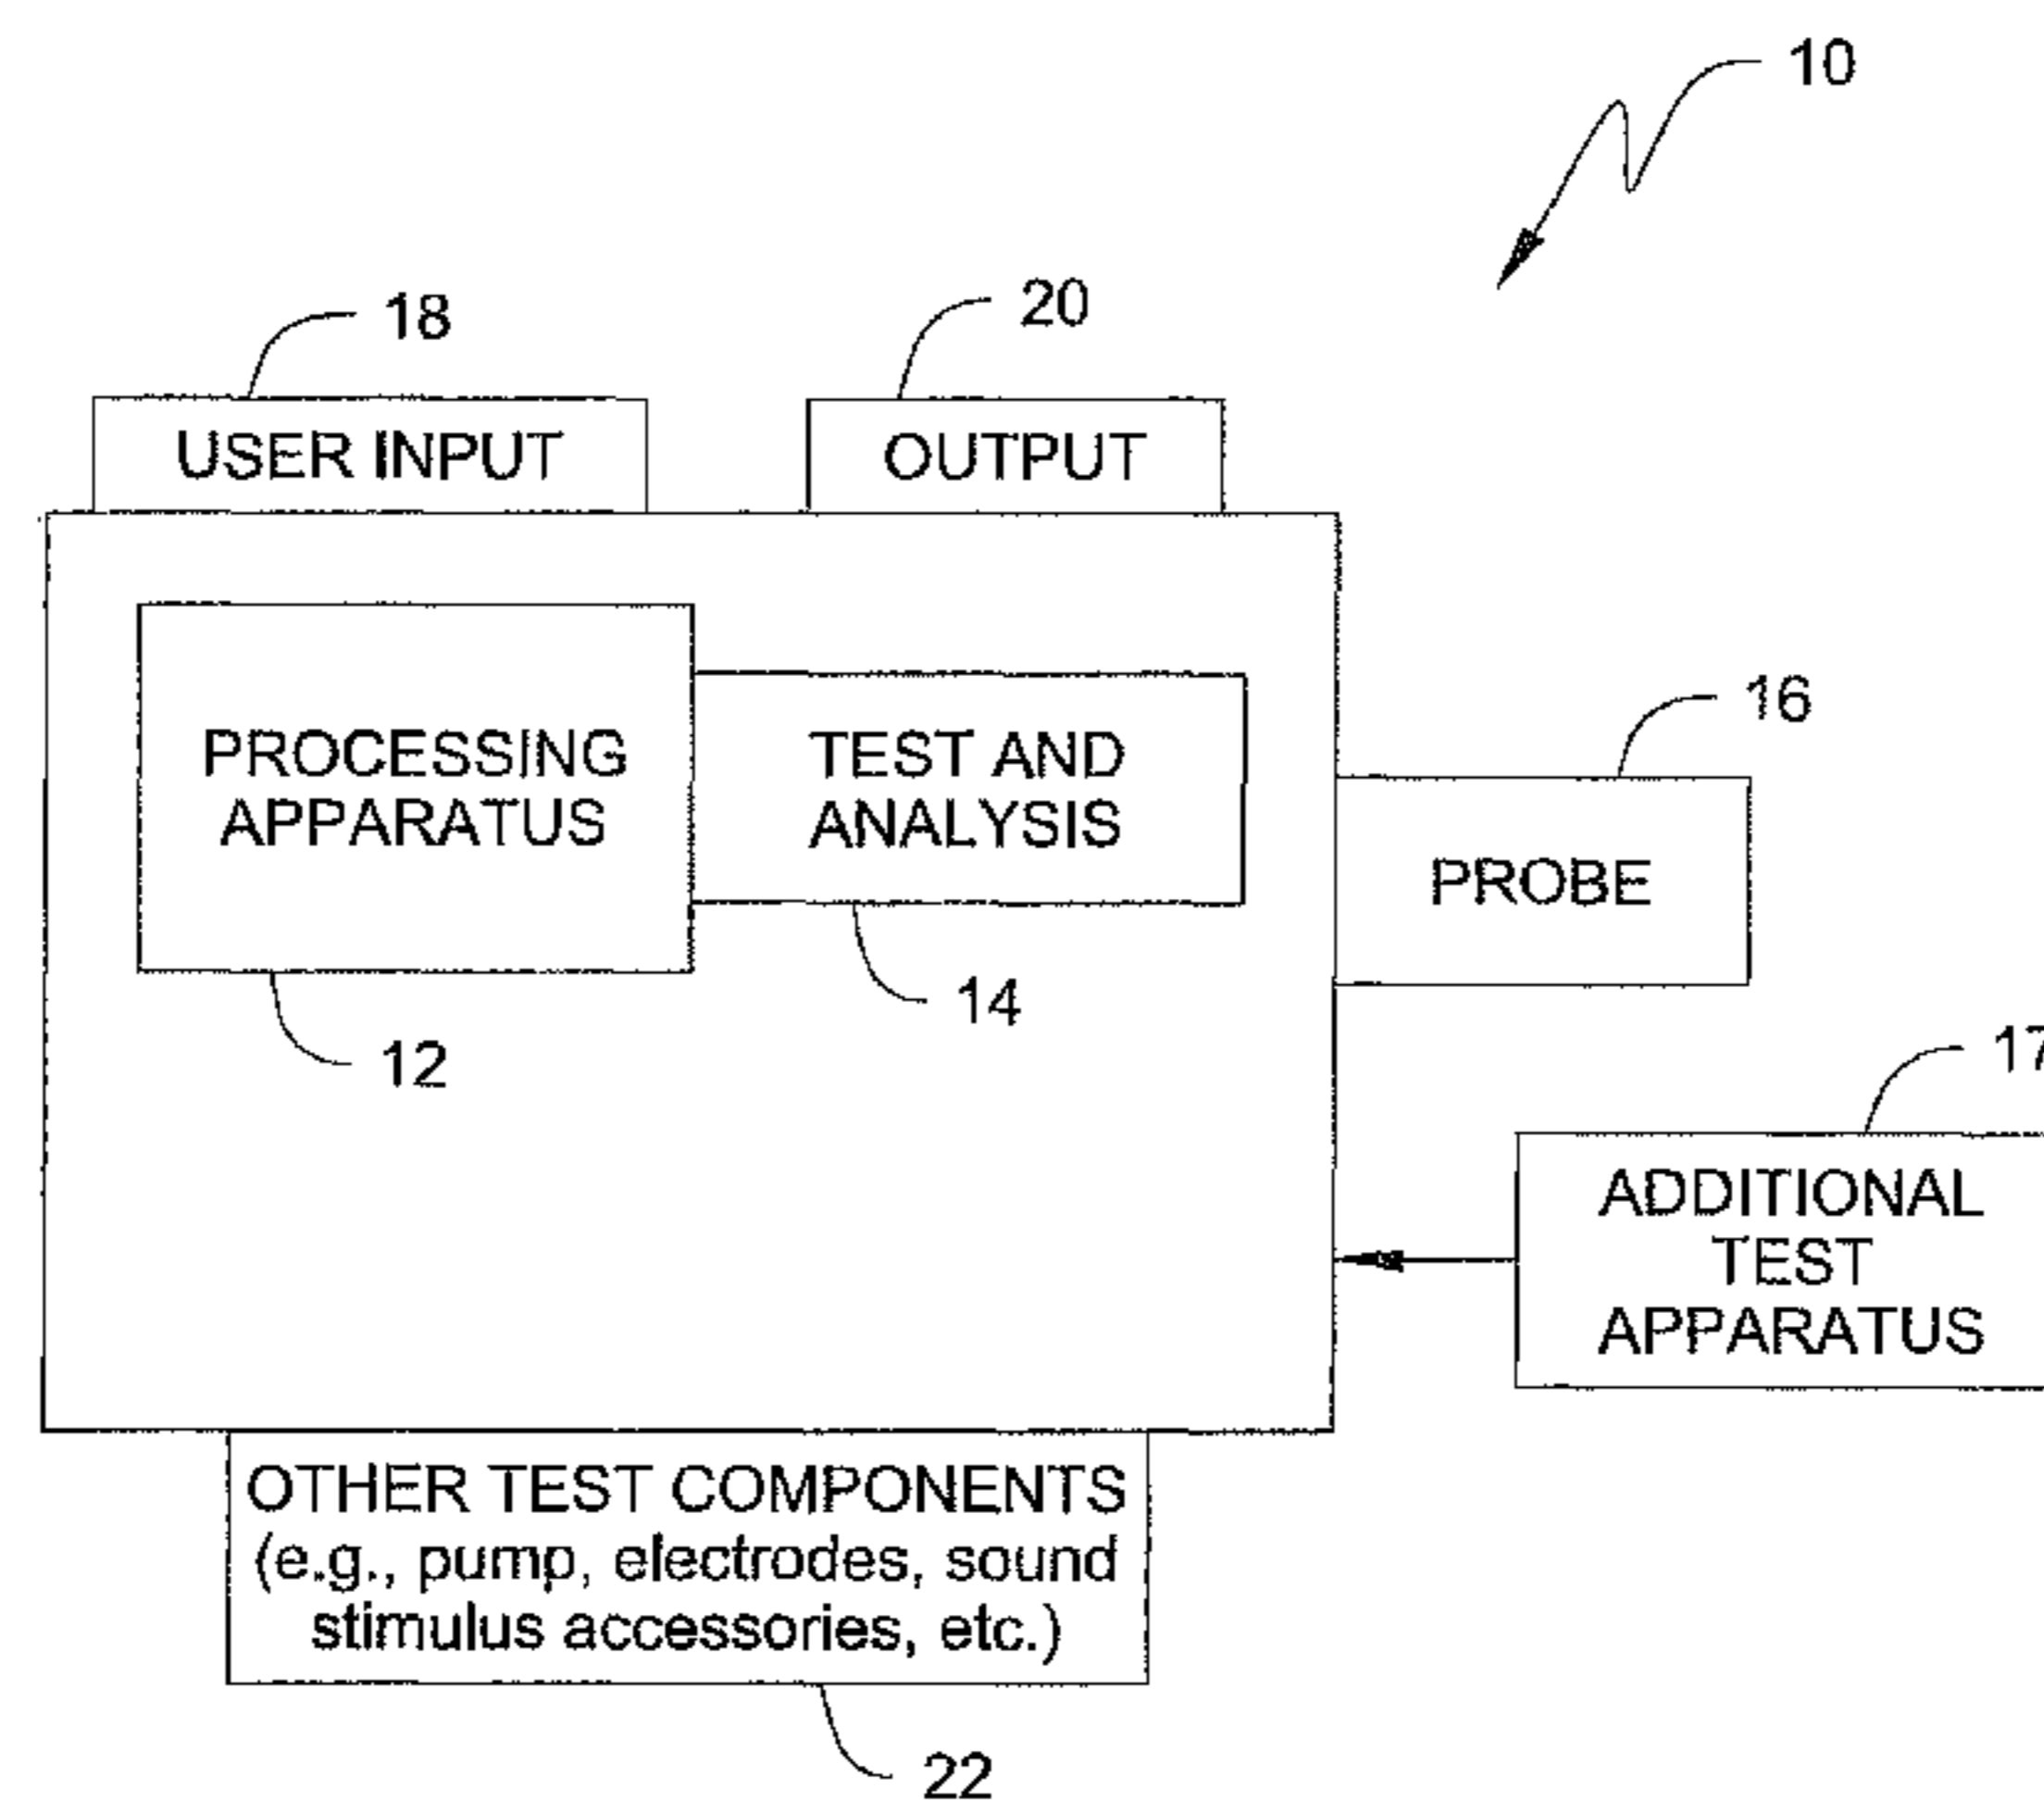 10
18
20
USER INPUT
OUTPUT
PROCESSING
APPARATUS
TEST AND
ANALYSIS
16
PROBE
14
12
17
ADDITIONAL
TEST
APPARATUS
OTHER TEST COMPONENTS
(e.g., pump, electrodes, sound
stimulus accessories, etc.)
22